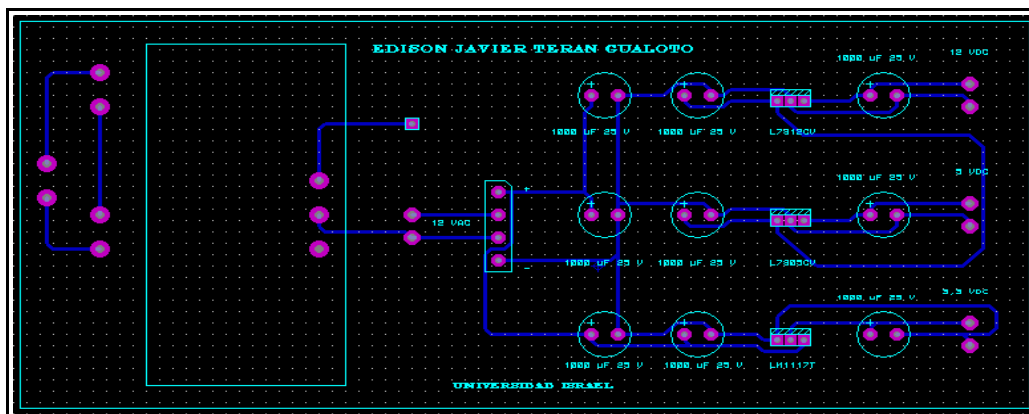 EDISON JAVIER TERAN GUALOTO
12 VDC
1000 uF 25 V
1000 uF 25 V
1000 uF 25 V
L7812CV
5 VDC
1000 uF 25 V
+
12 VAC
-
1000 uF 25 V
1000 uF 25 V
L7805CV
3,3 VDC
1000 uF 25 V
1000 uF 25 V
1000 uF 25 V
LM1117T
UNIVERSIDAD ISRAEL